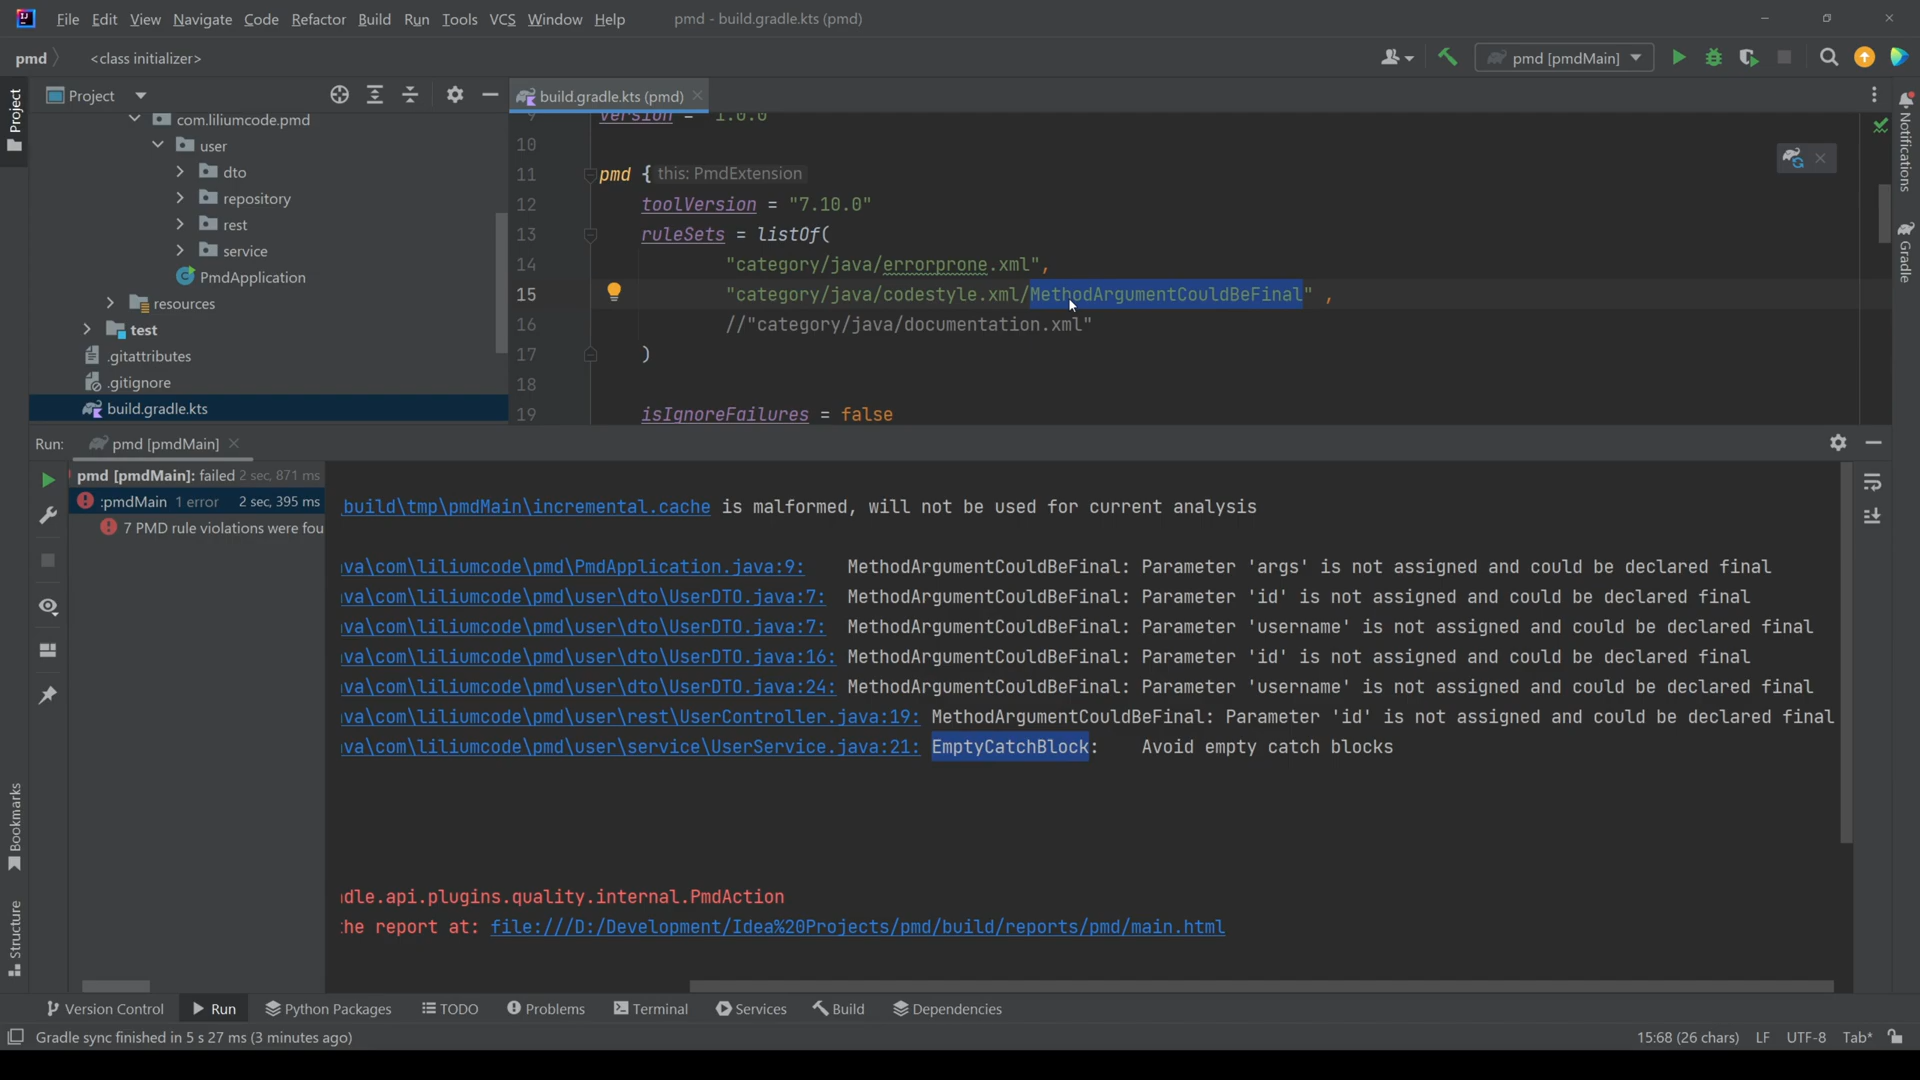 File Edit View Navigate Code Refactor Build Run Tools VCS Window Help pmd - build.gradle.kts (pmd)
pmd <class initializer> pmd [pmdMain]
Project build.gradle.kts (pmd)
Project
Notifications
Gradle
com.liliumcode.pmd
user
dto
repository
rest
service
PmdApplication
resources
test
.gitattributes
.gitignore
build.gradle.kts
9 version = "1.0.0"
10
11 pmd { this: PmdExtension
12 toolVersion = "7.10.0"
13 ruleSets = listOf(
14 "category/java/errorprone.xml",
15 "category/java/codestyle.xml/MethodArgumentCouldBeFinal" ,
16 //"category/java/documentation.xml"
17 )
18
19 isIgnoreFailures = false
Run: pmd [pmdMain]
pmd [pmdMain]: failed 2 sec, 871 ms
:pmdMain 1 error 2 sec, 395 ms
7 PMD rule violations were fou
build\tmp\pmdMain\incremental.cache is malformed, will not be used for current analysis
va\com\liliumcode\pmd\PmdApplication.java:9: MethodArgumentCouldBeFinal: Parameter 'args' is not assigned and could be declared final
va\com\liliumcode\pmd\user\dto\UserDTO.java:7: MethodArgumentCouldBeFinal: Parameter 'id' is not assigned and could be declared final
va\com\liliumcode\pmd\user\dto\UserDTO.java:7: MethodArgumentCouldBeFinal: Parameter 'username' is not assigned and could be declared final
va\com\liliumcode\pmd\user\dto\UserDTO.java:16: MethodArgumentCouldBeFinal: Parameter 'id' is not assigned and could be declared final
va\com\liliumcode\pmd\user\dto\UserDTO.java:24: MethodArgumentCouldBeFinal: Parameter 'username' is not assigned and could be declared final
va\com\liliumcode\pmd\user\rest\UserController.java:19: MethodArgumentCouldBeFinal: Parameter 'id' is not assigned and could be declared final
va\com\liliumcode\pmd\user\service\UserService.java:21: EmptyCatchBlock: Avoid empty catch blocks
dle.api.plugins.quality.internal.PmdAction
he report at: file:///D:/Development/Idea%20Projects/pmd/build/reports/pmd/main.html
Bookmarks
Structure
Version Control Run Python Packages TODO Problems Terminal Services Build Dependencies
Gradle sync finished in 5 s 27 ms (3 minutes ago) 15:68 (26 chars) LF UTF-8 Tab*